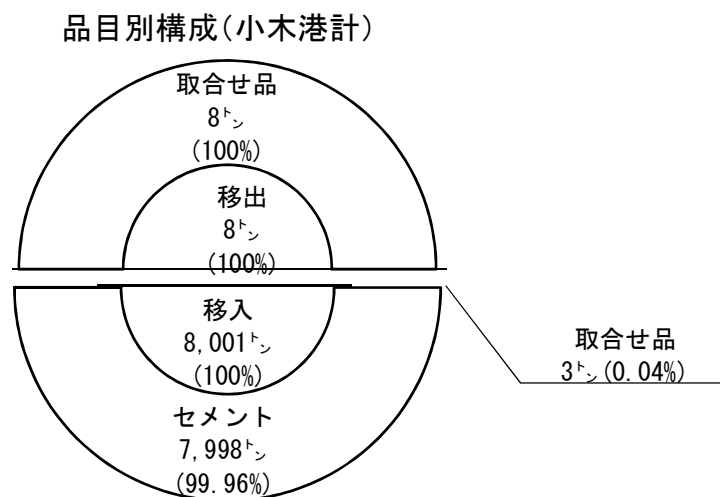 品目別構成(小木港計)
取合せ品
8㌧
(100%)
移出
8㌧
(100%)
移入
8,001㌧
(100%)
セメント
7,998㌧
(99.96%)
取合せ品
3㌧(0.04%)